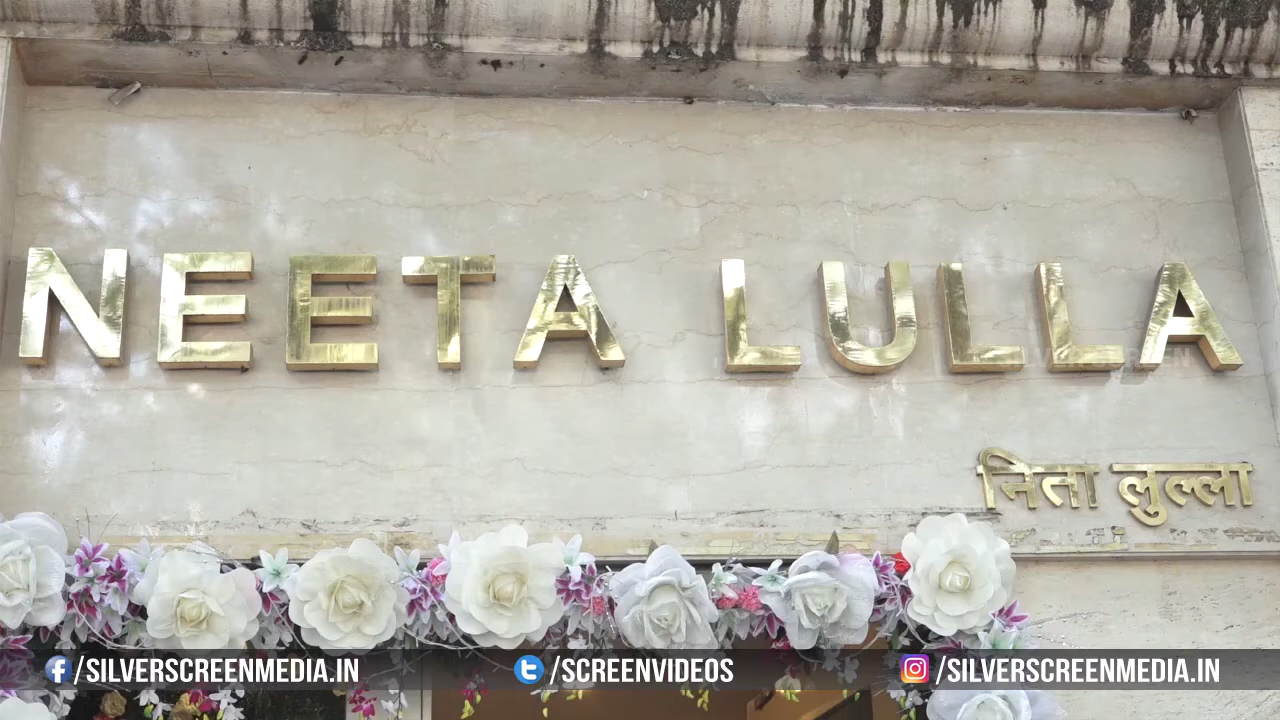 NEETA LULLA
निता लुल्ला
/SILVERSCREENMEDIA.IN /SCREENVIDEOS /SILVERSCREENMEDIA.IN